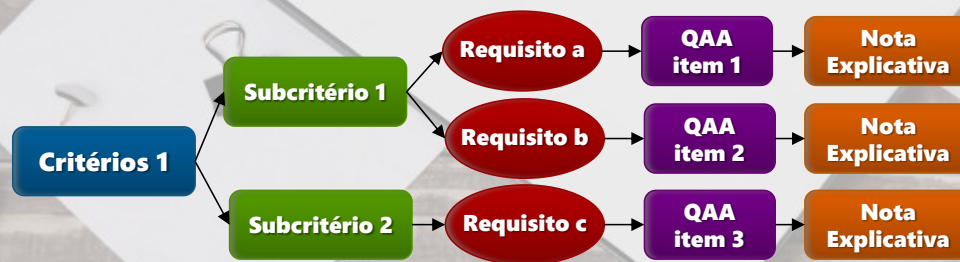 Critérios 1
Subcritério 1
Subcritério 2
Requisito a
Requisito b
Requisito c
QAA
item 1
QAA
item 2
QAA
item 3
Nota
Explicativa
Nota
Explicativa
Nota
Explicativa